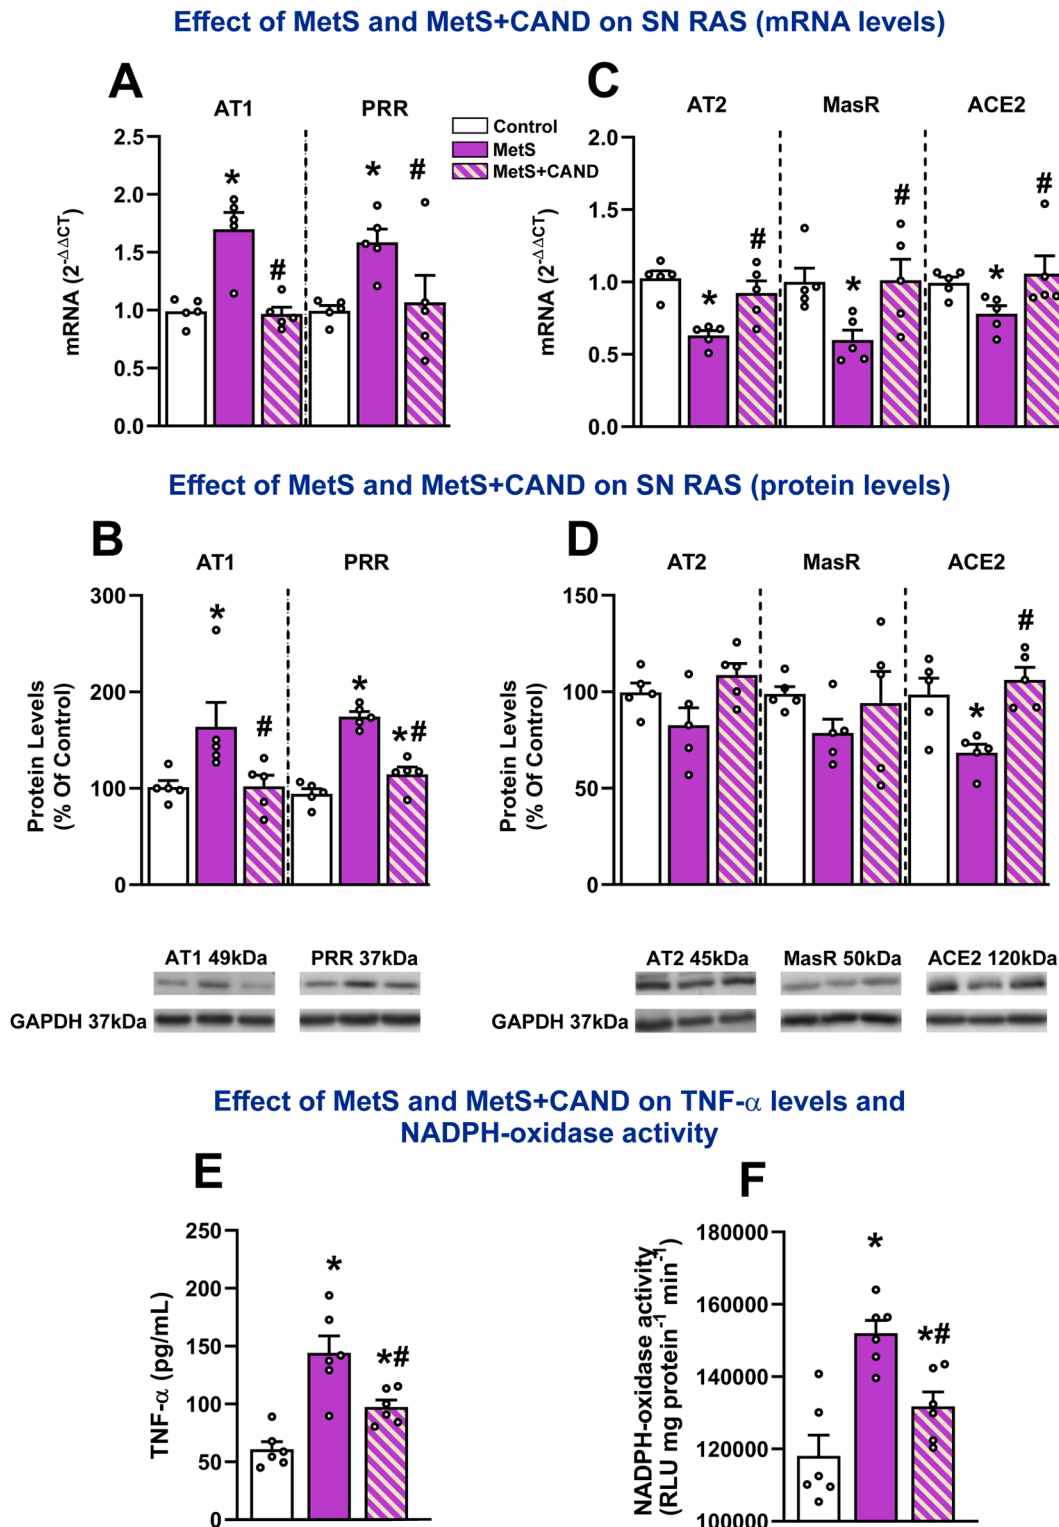 Effect of MetS and MetS+CAND on SN RAS (mRNA levels)
A
AT1
PRR
Control
MetS
MetS+CAND
mRNA (2^-ΔΔCT)
2.5
2.0
1.5
1.0
0.5
0.0
*
#
*
#
C
AT2
MasR
ACE2
mRNA (2^-ΔΔCT)
2.0
1.5
1.0
0.5
0.0
*
#
*
#
*
#
Effect of MetS and MetS+CAND on SN RAS (protein levels)
B
AT1
PRR
Protein Levels
(% Of Control)
300
200
100
0
*
#
*
*#
D
AT2
MasR
ACE2
Protein Levels
(% Of Control)
150
100
50
0
*
#
AT1 49kDa
PRR 37kDa
GAPDH 37kDa
AT2 45kDa
MasR 50kDa
ACE2 120kDa
GAPDH 37kDa
Effect of MetS and MetS+CAND on TNF-α levels and
NADPH-oxidase activity
E
TNF-α (pg/mL)
250
200
150
100
50
0
*
*#
F
NADPH-oxidase activity
(RLU mg protein^-1 min^-1)
180000
160000
140000
120000
100000
*
*#